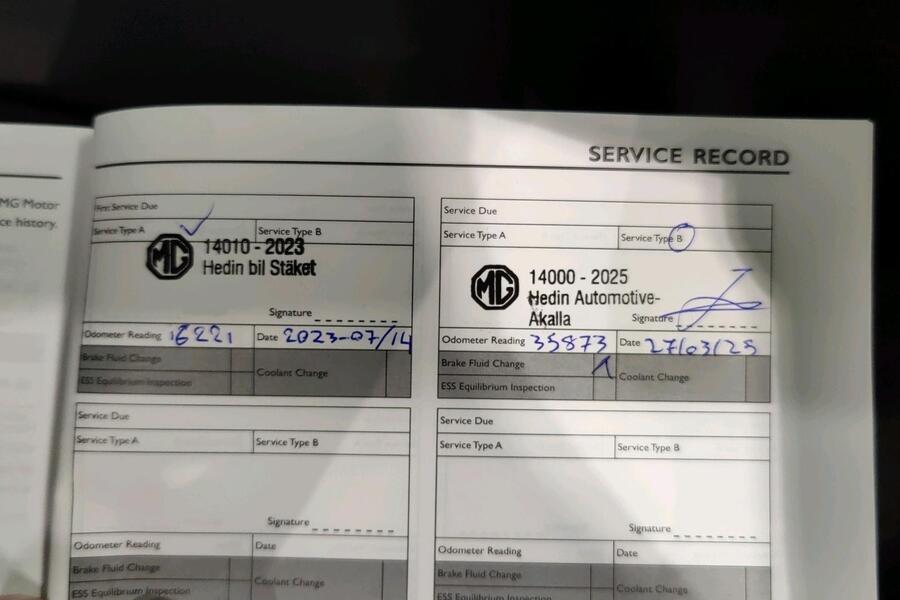 MG Motor
ce history.
SERVICE RECORD
First Service Due
Service Type A
Service Type B
MG
14010 - 2023
Hedin bil Stäket
Signature
Odometer Reading 16221
Date 2023-07/14
Brake Fluid Change
ESS Equilibrium Inspection
Coolant Change
Service Due
Service Type A
Service Type B
MG
14000 - 2025
Hedin Automotive-
Akalla
Signature
Odometer Reading 35873
Date 27/03/25
Brake Fluid Change
ESS Equilibrium Inspection
Coolant Change
Service Due
Service Type A
Service Type B
Signature
Odometer Reading
Date
Brake Fluid Change
ESS Equilibrium Inspection
Coolant Change
Service Due
Service Type A
Service Type B
Signature
Odometer Reading
Date
Brake Fluid Change
ESS Equilibrium Inspection
Coolant Change